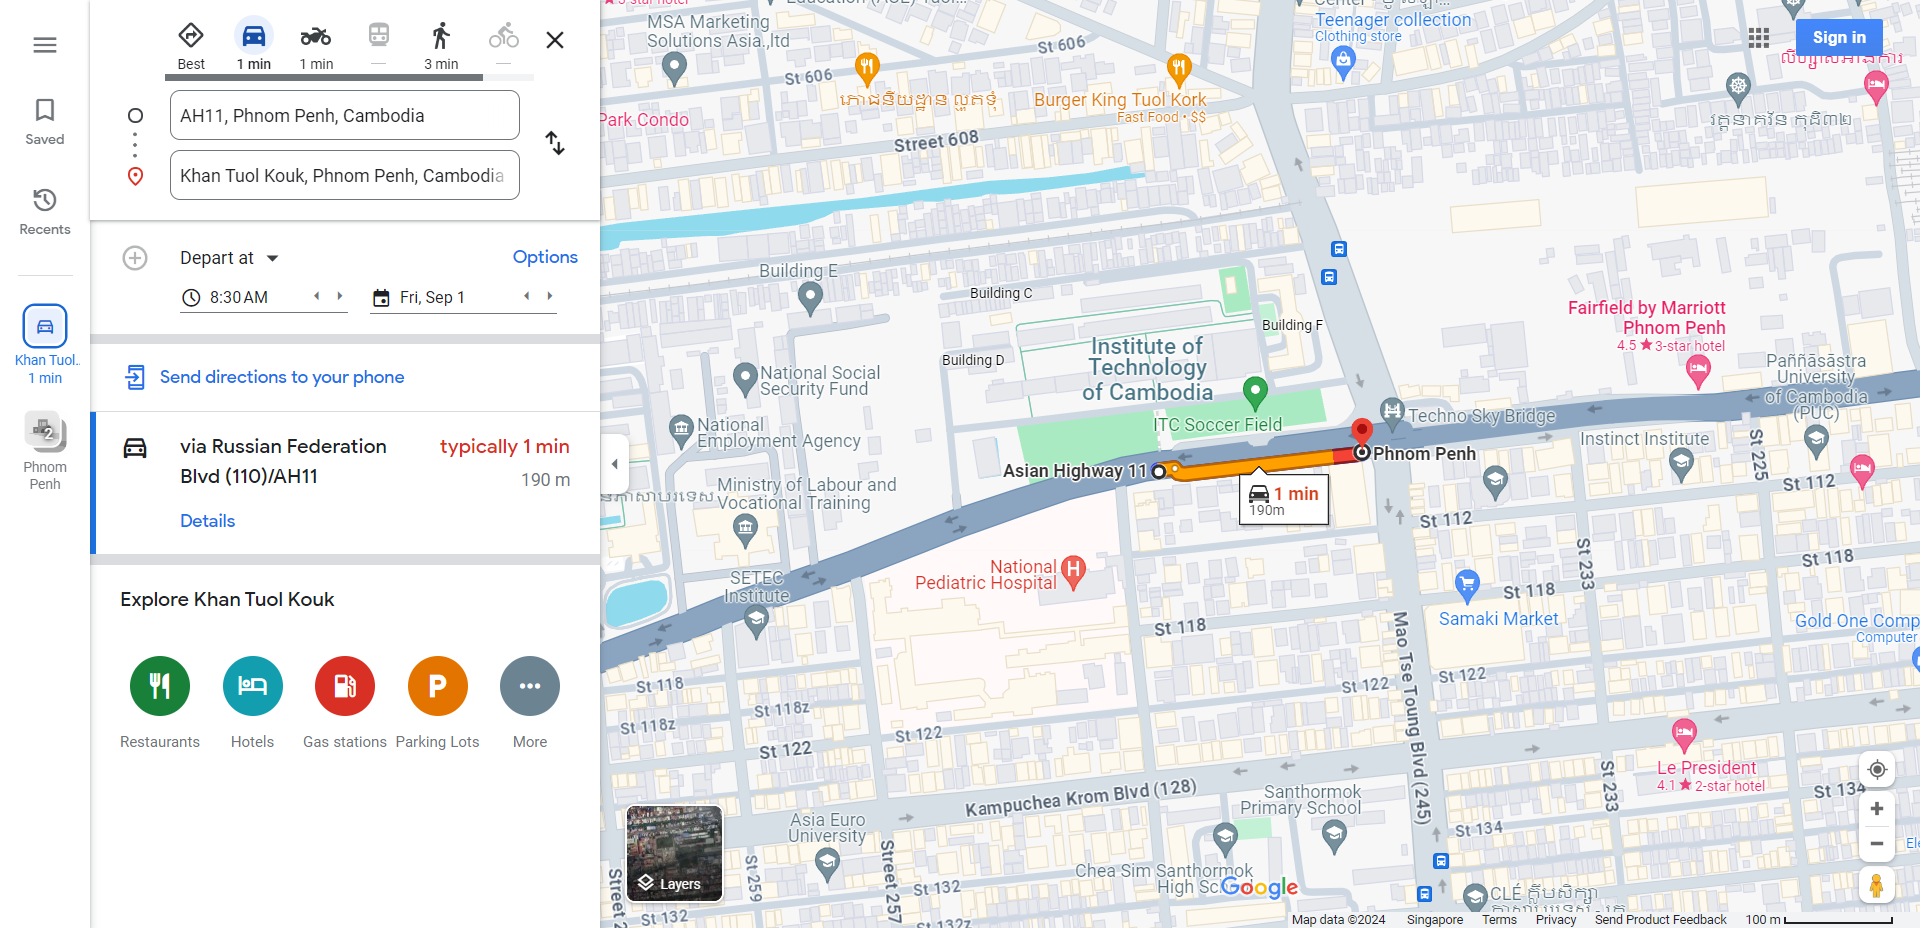 Best
1 min
1 min
—
3 min
—
AH11, Phnom Penh, Cambodia
Khan Tuol Kouk, Phnom Penh, Cambodia
Saved
Recents
Khan Tuol..
1 min
2
Phnom
Penh
Depart at
Options
8:30 AM
Fri, Sep 1
Send directions to your phone
via Russian Federation
Blvd (110)/AH11
typically 1 min
190 m
Details
Explore Khan Tuol Kouk
P
Restaurants
Hotels
Gas stations
Parking Lots
More
Layers
Sign in
MSA Marketing
Solutions Asia.,ltd
St 606
St 606
Teenager collection
Clothing store
Burger King Tuol Kork
Fast Food • $$
Park Condo
Street 608
Building E
Building C
Building F
Building D
Institute of
Technology
of Cambodia
ITC Soccer Field
National Social
Security Fund
National
Employment Agency
Ministry of Labour and
Vocational Training
Asian Highway 11
Phnom Penh
1 min
190m
Techno Sky Bridge
Fairfield by Marriott
Phnom Penh
4.5 ★ 3-star hotel
Paññāsāstra
University
of Cambodia
(PUC)
Instinct Institute
St 225
St 112
St 112
St 233
St 118
St 118
Samaki Market
Gold One Comp
Computer
National
Pediatric Hospital
H
SETEC
Institute
St 118
St 118
St 118z
St 118z
St 122
St 122
St 122
St 122
Mao Tse Toung Blvd (245)
Kampuchea Krom Blvd (128)
Le President
4.1 ★ 2-star hotel
St 233
St 134
St 134
Santhormok
Primary School
Asia Euro
University
Chea Sim Santhormok
High Sc
Google
St 259
Street 257
St 132
St 132
St 132z
Map data ©2024
Singapore
Terms
Privacy
Send Product Feedback
100 m